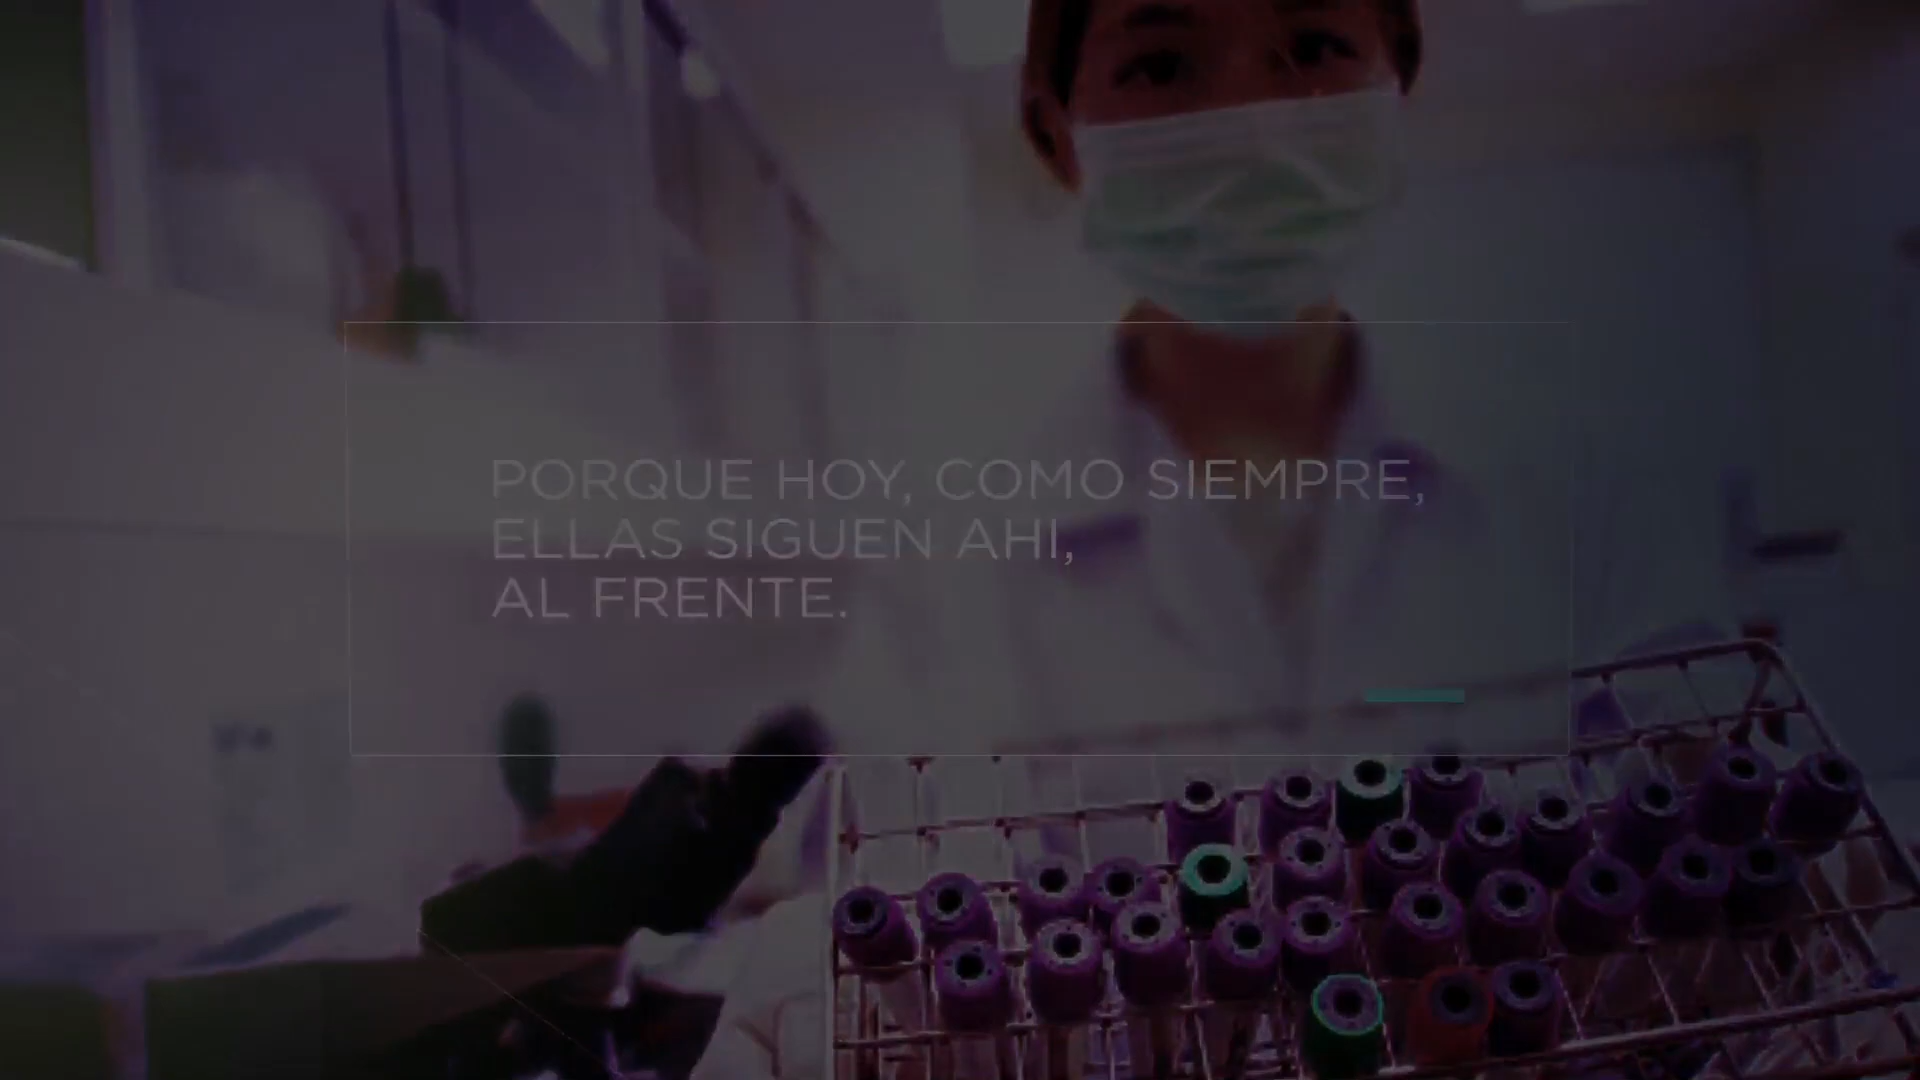 PORQUE HOY, COMO SIEMPRE,
ELLAS SIGUEN AHI,
AL FRENTE.